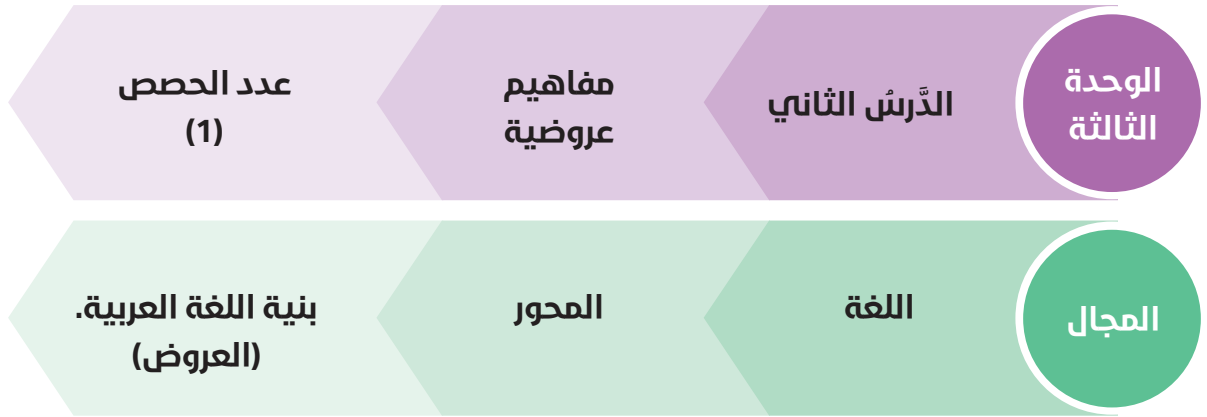 الوحدة
الثالثة
الدَّرسُ الثاني
مفاهيم
عروضية
عدد الحصص
(1)
المجال
اللغة
المحور
بنية اللغة العربية.
(العروض)